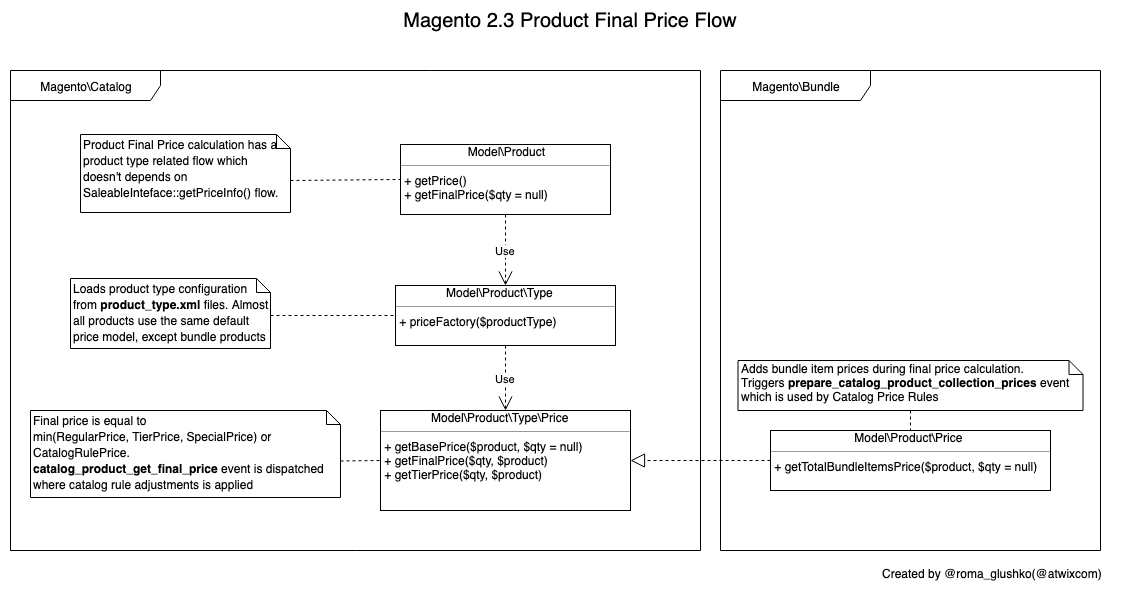 Magento 2.3 Product Final Price Flow
Magento\Catalog
Product Final Price calculation has a
product type related flow which
doesn't depends on
SaleableInteface::getPriceInfo() flow.
Model\Product
+ getPrice()
+ getFinalPrice($qty = null)
Use
Loads product type configuration
from product_type.xml files. Almost
all products use the same default
price model, except bundle products
Model\Product\Type
+ priceFactory($productType)
Use
Final price is equal to
min(RegularPrice, TierPrice, SpecialPrice) or
CatalogRulePrice.
catalog_product_get_final_price event is dispatched
where catalog rule adjustments is applied
Model\Product\Type\Price
+ getBasePrice($product, $qty = null)
+ getFinalPrice($qty, $product)
+ getTierPrice($qty, $product)
Magento\Bundle
Adds bundle item prices during final price calculation.
Triggers prepare_catalog_product_collection_prices event
which is used by Catalog Price Rules
Model\Product\Price
+ getTotalBundleItemsPrice($product, $qty = null)
Created by @roma_glushko(@atwixcom)